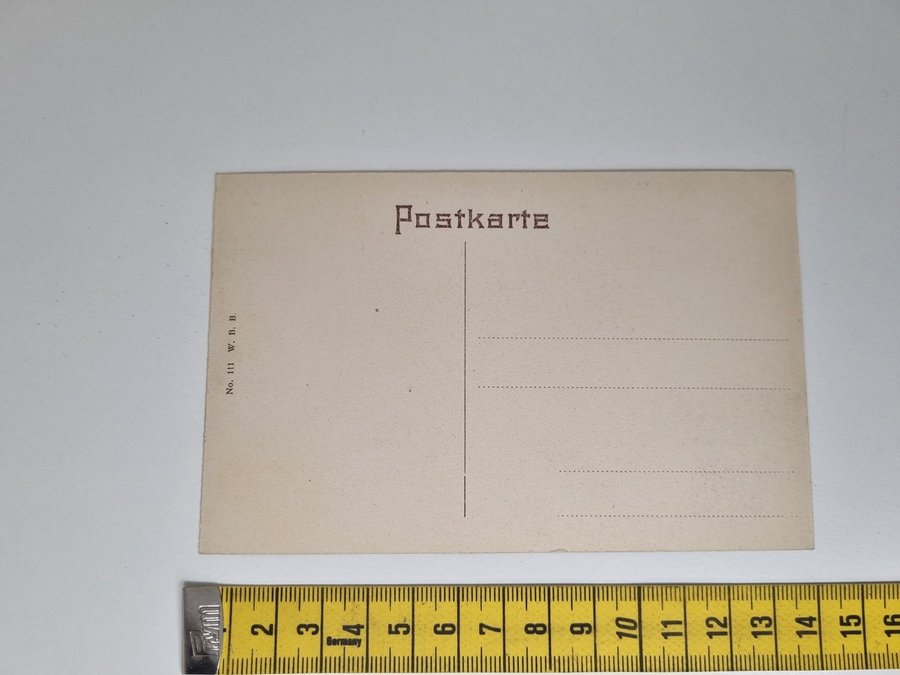 Postkarte
No. 111 W. B. B.
2 3 4 5 6 7 8 9 10 11 12 13 14 15 16
Germany